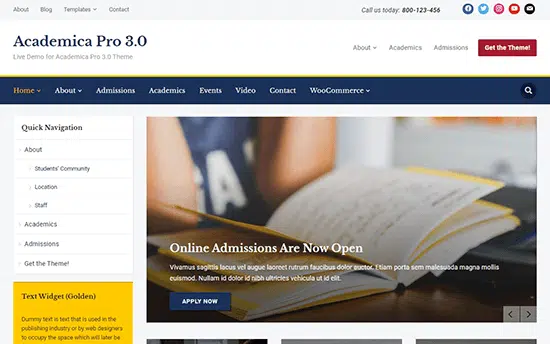 About Blog Templates Contact Call us today: 800-123-456
Academica Pro 3.0
Live Demo for Academica Pro 3.0 Theme
About Academics Admissions Get the Theme!
Home About Admissions Academics Events Video Contact WooCommerce
Quick Navigation
About
Students' Community
Location
Staff
Academics
Admissions
Get the Theme!
Text Widget (Golden)
Dummy text is text that is used in the
publishing industry or by web designers
to occupy the space which will later be
Online Admissions Are Now Open
Vivamus sagittis lacus vel augue laoreet rutrum faucibus dolor auctor. Etiam porta sem malesuada magna mollis
euismod. Nullam id dolor id nibh ultricies vehicula ut id elit.
APPLY NOW